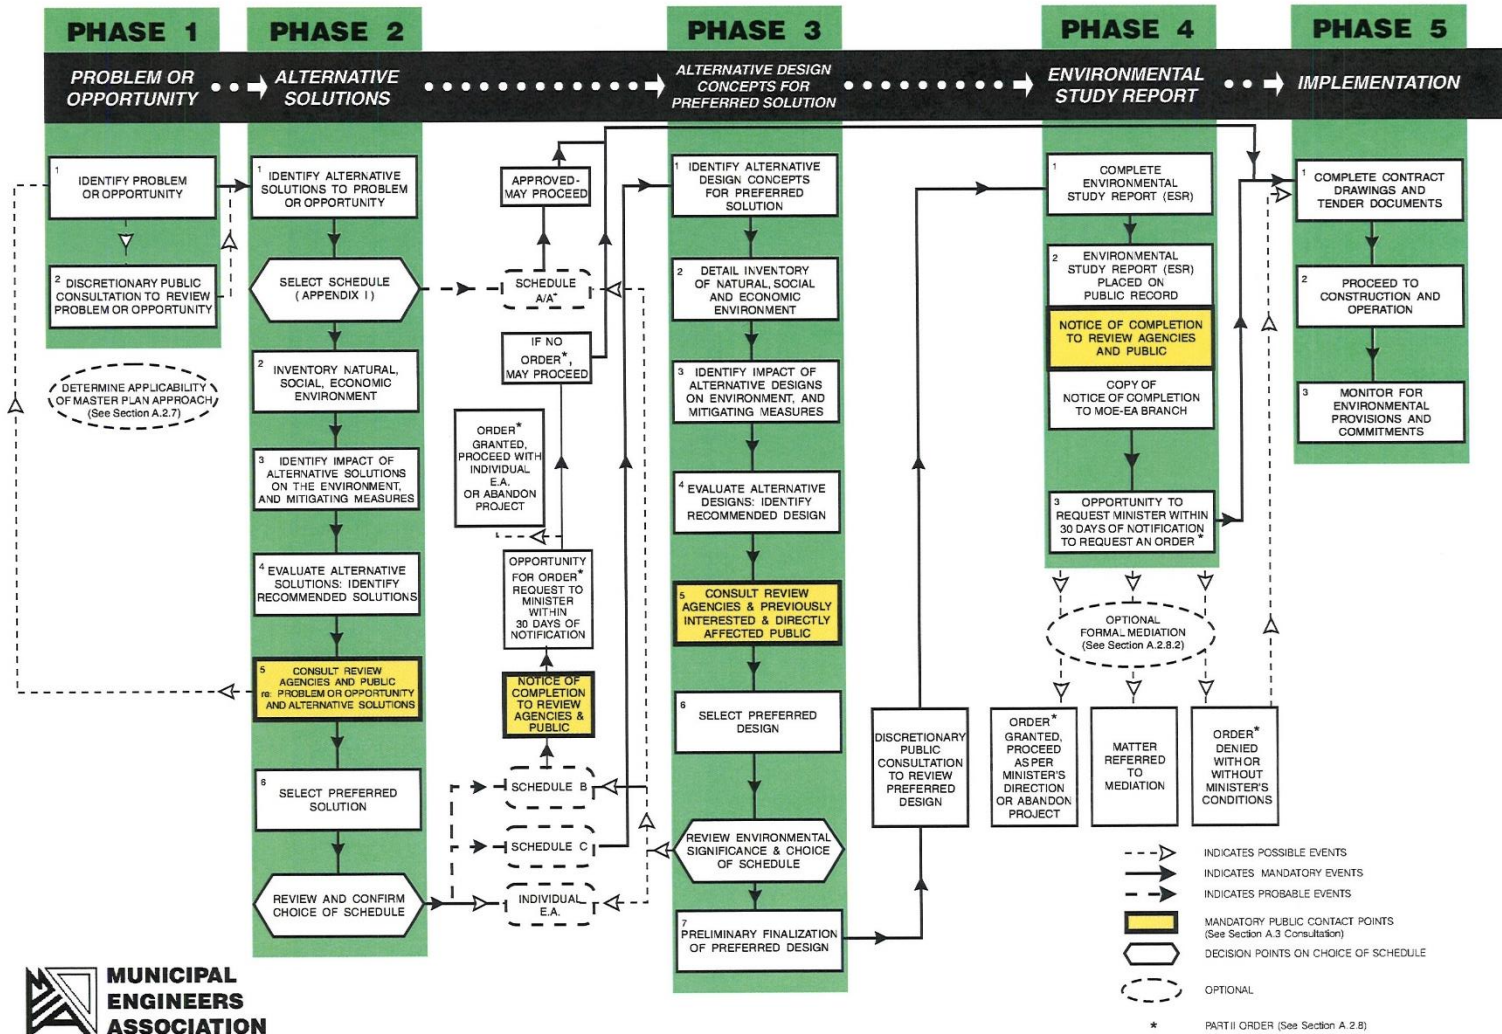 PHASE 1
PHASE 2
PHASE 3
PHASE 4
PHASE 5
PROBLEM OR
OPPORTUNITY
ALTERNATIVE
SOLUTIONS
ALTERNATIVE DESIGN
CONCEPTS FOR
PREFERRED SOLUTION
ENVIRONMENTAL
STUDY REPORT
IMPLEMENTATION
1 IDENTIFY PROBLEM
OR OPPORTUNITY
2 DISCRETIONARY PUBLIC
CONSULTATION TO REVIEW
PROBLEM OR OPPORTUNITY
DETERMINE APPLICABILITY
OF MASTER PLAN APPROACH
(See Section A.2.7)
1 IDENTIFY ALTERNATIVE
SOLUTIONS TO PROBLEM
OR OPPORTUNITY
SELECT SCHEDULE
( APPENDIX I )
2 INVENTORY NATURAL,
SOCIAL, ECONOMIC
ENVIRONMENT
3 IDENTIFY IMPACT OF
ALTERNATIVE SOLUTIONS
ON THE ENVIRONMENT,
AND MITIGATING MEASURES
4 EVALUATE ALTERNATIVE
SOLUTIONS: IDENTIFY
RECOMMENDED SOLUTIONS
5 CONSULT REVIEW
AGENCIES AND PUBLIC
re: PROBLEM OR OPPORTUNITY
AND ALTERNATIVE SOLUTIONS
6 SELECT PREFERRED
SOLUTION
REVIEW AND CONFIRM
CHOICE OF SCHEDULE
APPROVED-
MAY PROCEED
SCHEDULE
A/A+
IF NO
ORDER*,
MAY PROCEED
ORDER*
GRANTED,
PROCEED WITH
INDIVIDUAL
E.A.
OR ABANDON
PROJECT
OPPORTUNITY
FOR ORDER*
REQUEST TO
MINISTER
WITHIN
30 DAYS OF
NOTIFICATION
NOTICE OF
COMPLETION
TO REVIEW
AGENCIES &
PUBLIC
SCHEDULE B
SCHEDULE C
INDIVIDUAL
E.A.
1 IDENTIFY ALTERNATIVE
DESIGN CONCEPTS
FOR PREFERRED
SOLUTION
2 DETAIL INVENTORY
OF NATURAL, SOCIAL
AND ECONOMIC
ENVIRONMENT
3 IDENTIFY IMPACT OF
ALTERNATIVE DESIGNS
ON ENVIRONMENT, AND
MITIGATING MEASURES
4 EVALUATE ALTERNATIVE
DESIGNS: IDENTIFY
RECOMMENDED DESIGN
5 CONSULT REVIEW
AGENCIES & PREVIOUSLY
INTERESTED & DIRECTLY
AFFECTED PUBLIC
6 SELECT PREFERRED
DESIGN
REVIEW ENVIRONMENTAL
SIGNIFICANCE & CHOICE
OF SCHEDULE
7 PRELIMINARY FINALIZATION
OF PREFERRED DESIGN
DISCRETIONARY
PUBLIC
CONSULTATION
TO REVIEW
PREFERRED
DESIGN
1 COMPLETE
ENVIRONMENTAL
STUDY REPORT (ESR)
2 ENVIRONMENTAL
STUDY REPORT (ESR)
PLACED ON
PUBLIC RECORD
NOTICE OF COMPLETION
TO REVIEW AGENCIES
AND PUBLIC
COPY OF
NOTICE OF COMPLETION
TO MOE-EA BRANCH
3 OPPORTUNITY TO
REQUEST MINISTER WITHIN
30 DAYS OF NOTIFICATION
TO REQUEST AN ORDER*
OPTIONAL
FORMAL MEDIATION
(See Section A.2.8.2)
ORDER*
GRANTED,
PROCEED
AS PER
MINISTER'S
DIRECTION
OR ABANDON
PROJECT
MATTER
REFERRED
TO
MEDIATION
ORDER*
DENIED
WITH OR
WITHOUT
MINISTER'S
CONDITIONS
1 COMPLETE CONTRACT
DRAWINGS AND
TENDER DOCUMENTS
2 PROCEED TO
CONSTRUCTION AND
OPERATION
3 MONITOR FOR
ENVIRONMENTAL
PROVISIONS AND
COMMITMENTS
INDICATES POSSIBLE EVENTS
INDICATES MANDATORY EVENTS
INDICATES PROBABLE EVENTS
MANDATORY PUBLIC CONTACT POINTS
(See Section A.3 Consultation)
DECISION POINTS ON CHOICE OF SCHEDULE
OPTIONAL
* PART II ORDER (See Section A.2.8)
MUNICIPAL
ENGINEERS
ASSOCIATION